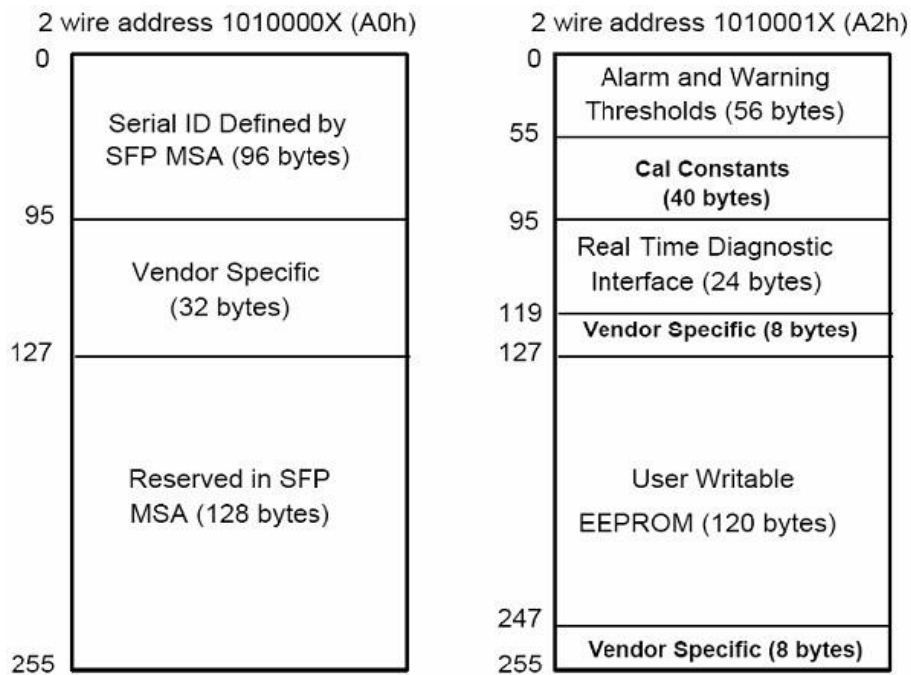 2 wire address 1010000X (A0h)
0
Serial ID Defined by
SFP MSA (96 bytes)
95
Vendor Specific
(32 bytes)
127
Reserved in SFP
MSA (128 bytes)
255
2 wire address 1010001X (A2h)
0
Alarm and Warning
Thresholds (56 bytes)
55
Cal Constants
(40 bytes)
95
Real Time Diagnostic
Interface (24 bytes)
119
Vendor Specific (8 bytes)
127
User Writable
EEPROM (120 bytes)
247
Vendor Specific (8 bytes)
255